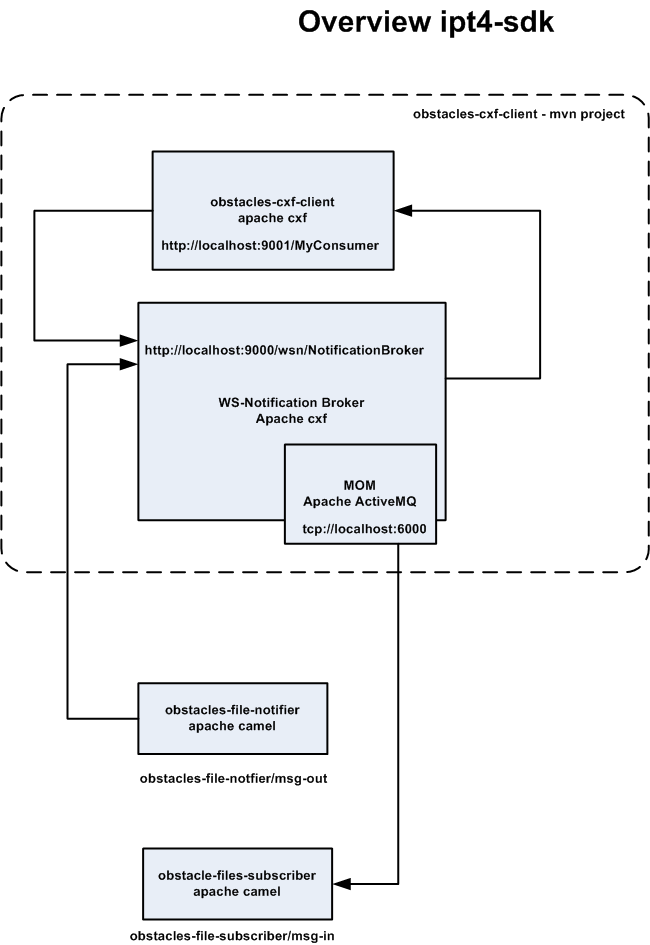 Overview ipt4-sdk
obstacles-cxf-client - mvn project
obstacles-cxf-client
apache cxf
http://localhost:9001/MyConsumer
http://localhost:9000/wsn/NotificationBroker
WS-Notification Broker
Apache cxf
MOM
Apache ActiveMQ
tcp://localhost:6000
obstacles-file-notifier
apache camel
obstacles-file-notfier/msg-out
obstacle-files-subscriber
apache camel
obstacles-file-subscriber/msg-in